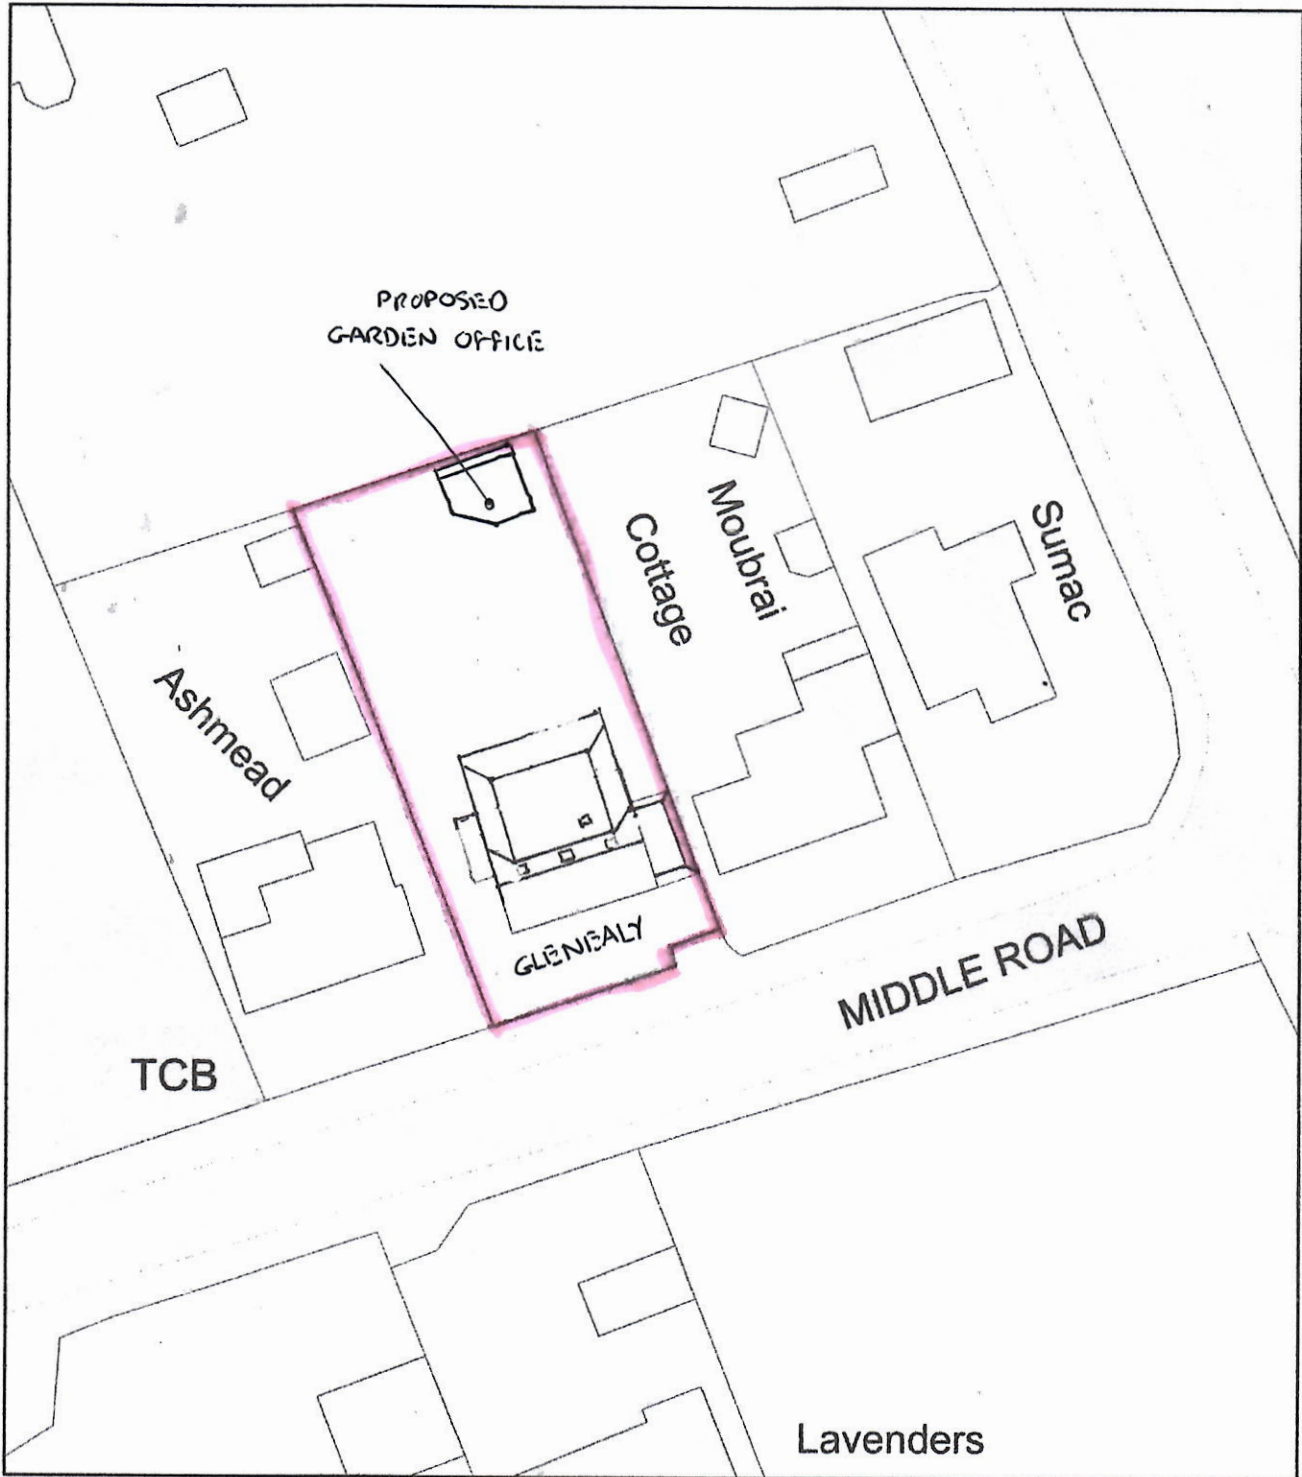 PROPOSED
GARDEN OFFICE
Cottage
Moubrai
Sumac
Ashmead
GLENEALY
MIDDLE ROAD
TCB
Lavenders